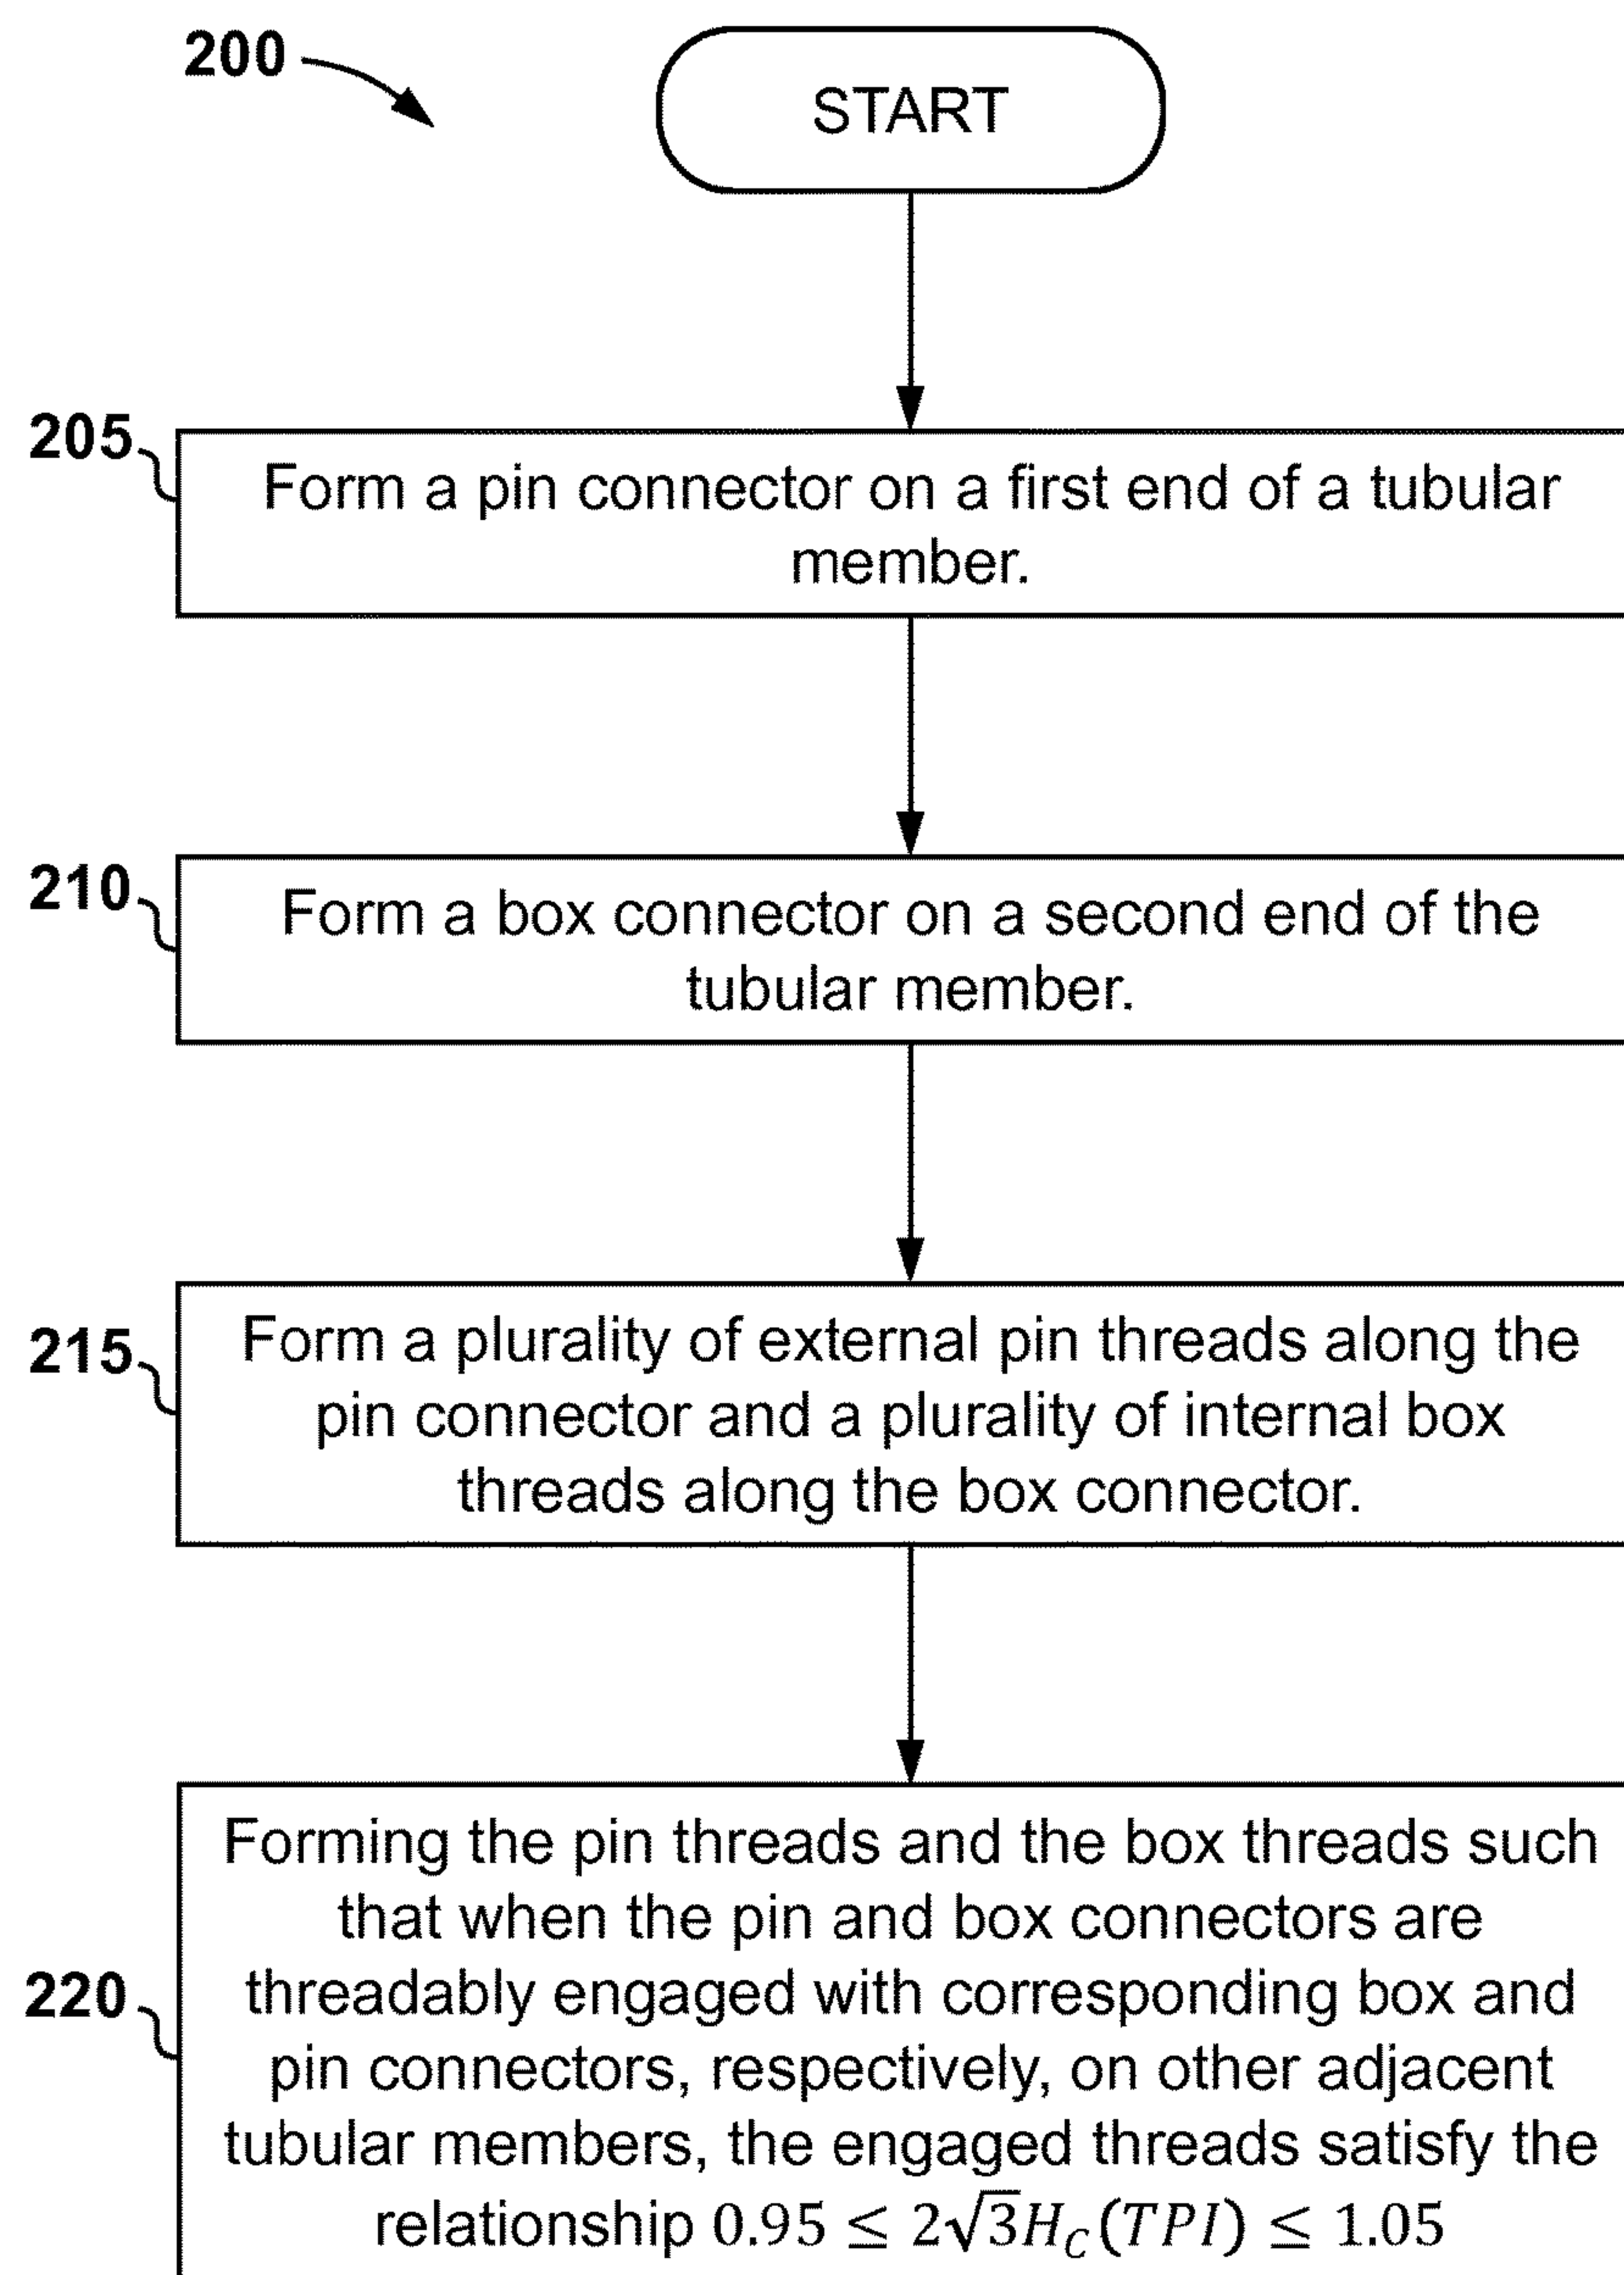 200
START
205
Form a pin connector on a first end of a tubular
member.
210
Form a box connector on a second end of the
tubular member.
215
Form a plurality of external pin threads along the
pin connector and a plurality of internal box
threads along the box connector.
220
Forming the pin threads and the box threads such
that when the pin and box connectors are
threadably engaged with corresponding box and
pin connectors, respectively, on other adjacent
tubular members, the engaged threads satisfy the
relationship 0.95 ≤ 2√3H_C(TPI) ≤ 1.05